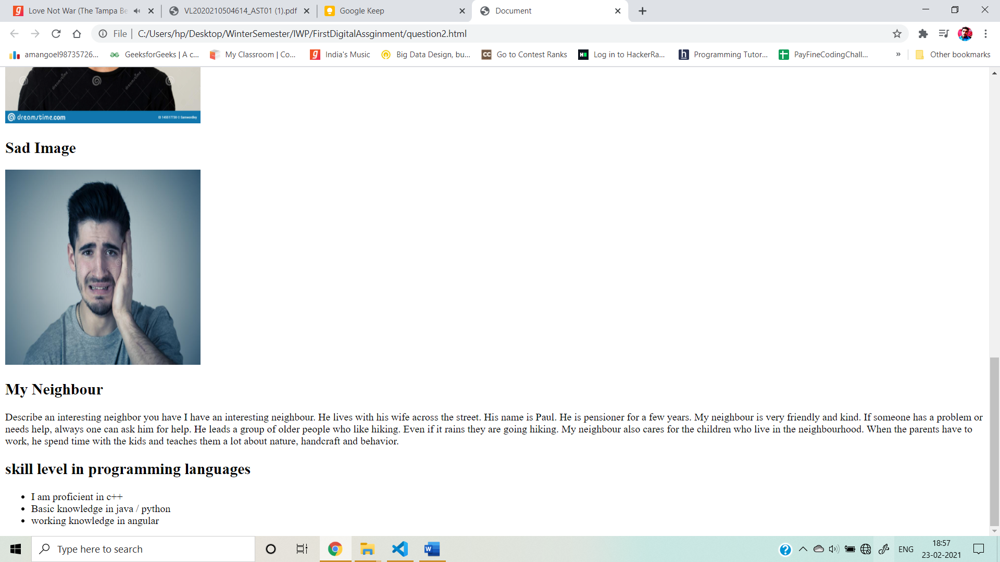 Love Not War (The Tampa Be
VL2020210504614_AST01 (1).pdf
Google Keep
Document
File | C:/Users/hp/Desktop/WinterSemester/IWP/FirstDigitalAssginment/question2.html
amangoel98735726...
GeeksforGeeks | A c...
My Classroom | Co...
India's Music
Big Data Design, bu...
CC
Go to Contest Ranks
Log in to HackerRa...
Programming Tutor...
PayFineCodingChall...
»
Other bookmarks
dreamstime
dreamstime
dreamstime.com
ID 145517730 © Samwordley
Sad Image
My Neighbour
Describe an interesting neighbor you have I have an interesting neighbour. He lives with his wife across the street. His name is Paul. He is pensioner for a few years. My neighbour is very friendly and kind. If someone has a problem or
needs help, always one can ask him for help. He leads a group of older people who like hiking. Even if it rains they are going hiking. My neighbour also cares for the children who live in the neighbourhood. When the parents have to
work, he spend time with the kids and teaches them a lot about nature, handcraft and behavior.
skill level in programming languages
I am proficient in c++
Basic knowledge in java / python
working knowledge in angular
Type here to search
ENG
18:57
23-02-2021